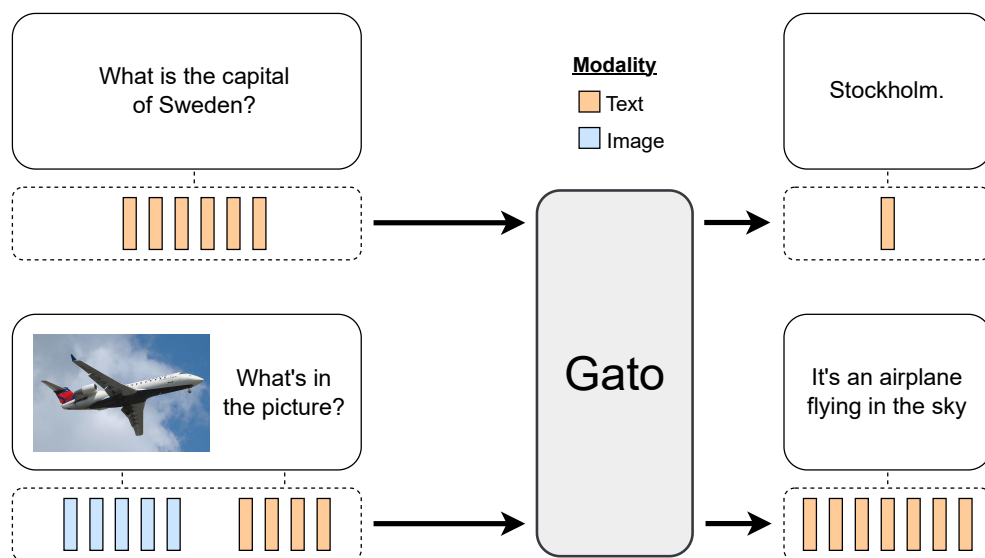 What is the capital
of Sweden?
Modality
Text
Image
Stockholm.
What's in
the picture?
Gato
It's an airplane
flying in the sky